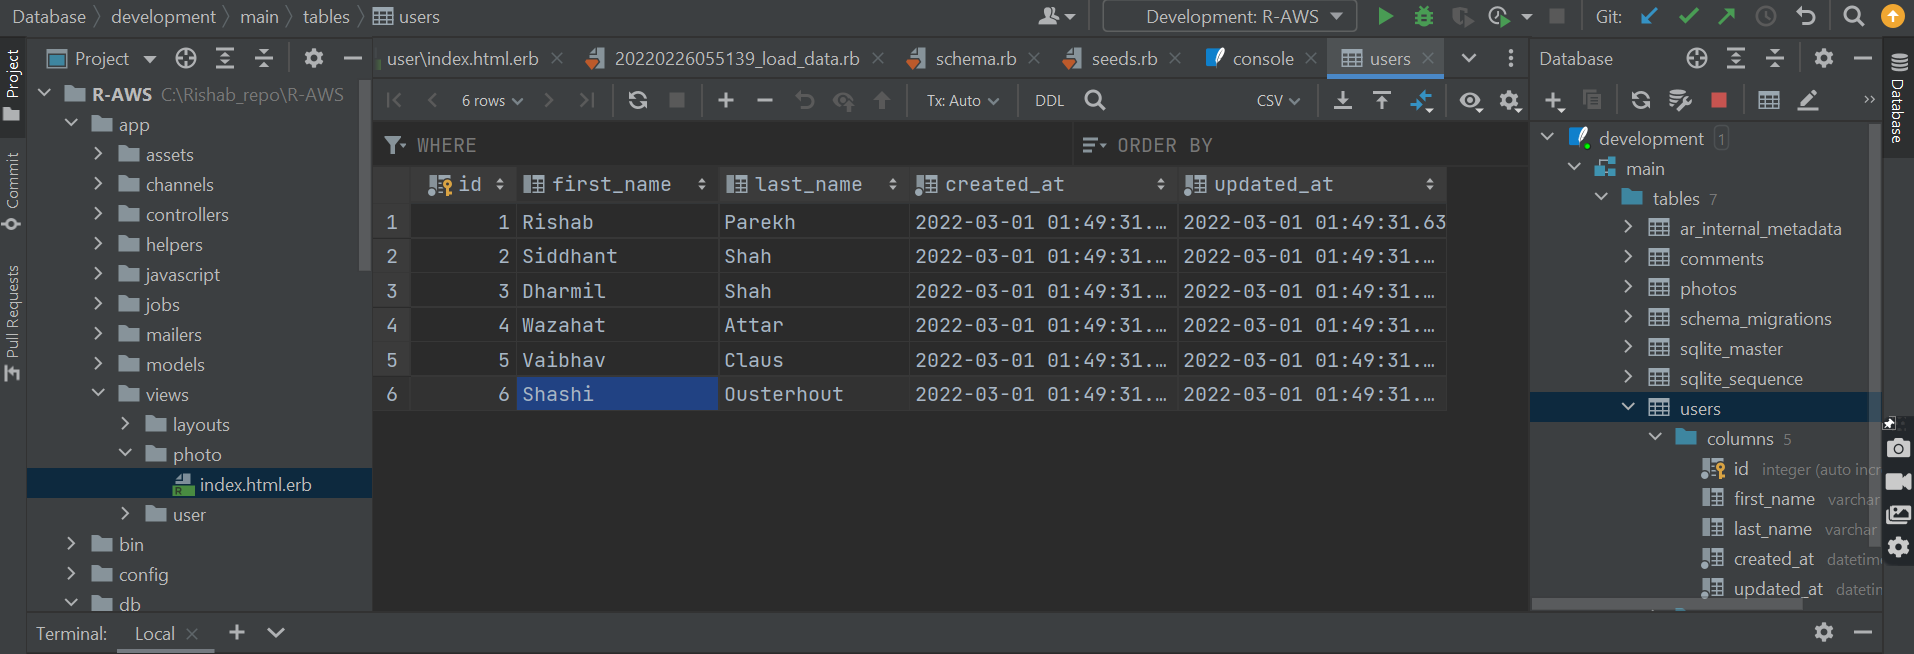 Database development main tables users
Development: R-AWS Git:
Project
user\index.html.erb 20220226055139_load_data.rb schema.rb seeds.rb console users
Database
6 rows Tx: Auto DDL CSV
WHERE ORDER BY
id first_name last_name created_at updated_at
1 1 Rishab Parekh 2022-03-01 01:49:31.… 2022-03-01 01:49:31.63
2 2 Siddhant Shah 2022-03-01 01:49:31.… 2022-03-01 01:49:31.…
3 3 Dharmil Shah 2022-03-01 01:49:31.… 2022-03-01 01:49:31.…
4 4 Wazahat Attar 2022-03-01 01:49:31.… 2022-03-01 01:49:31.…
5 5 Vaibhav Claus 2022-03-01 01:49:31.… 2022-03-01 01:49:31.…
6 6 Shashi Ousterhout 2022-03-01 01:49:31.… 2022-03-01 01:49:31.…
Project
Commit
Pull Requests
R-AWS C:\Rishab_repo\R-AWS
app
assets
channels
controllers
helpers
javascript
jobs
mailers
models
views
layouts
photo
R index.html.erb
user
bin
config
db
development 1
main
tables 7
ar_internal_metadata
comments
photos
schema_migrations
sqlite_master
sqlite_sequence
users
columns 5
id integer (auto incr
first_name varchar
last_name varchar
created_at datetime
updated_at datetin
Database
Terminal: Local